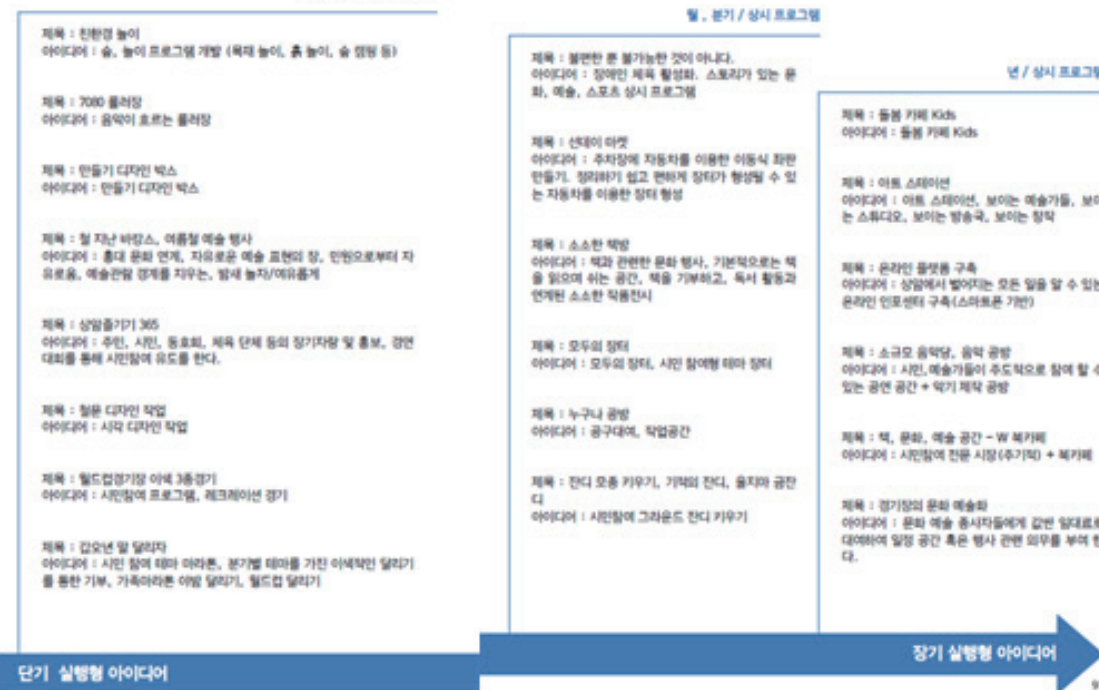 제목 : 친환경 놀이
아이디어 : 숲, 놀이 프로그램 개발 (목재 놀이, 흙 놀이, 숲 캠핑 등)
제목 : 7080 롤러장
아이디어 : 음악이 흐르는 롤러장
제목 : 만들기 디자인 박스
아이디어 : 만들기 디자인 박스
제목 : 철 지난 바캉스, 여름철 예술 행사
아이디어 : 홍대 문화 연계, 자유로운 예술 표현의 장, 민원으로부터 자
유로움, 예술관람 경계를 지우는, 밤새 놀자/여유롭게
제목 : 상암즐기기 365
아이디어 : 주민, 시민, 동호회, 체육 단체 등의 장기자랑 및 홍보, 경연
대회를 통해 시민참여 유도를 한다.
제목 : 철문 디자인 작업
아이디어 : 시각 디자인 작업
제목 : 월드컵경기장 이색 3종경기
아이디어 : 시민참여 프로그램, 레크레이션 경기
제목 : 갑오년 말 달리자
아이디어 : 시민 참여 테마 마라톤, 분기별 테마를 가진 이색적인 달리기
를 통한 기부, 가족마라톤 이밤 달리기, 월드컵 달리기
단기 실행형 아이디어
월, 분기 / 상시 프로그램
제목 : 불편한 뿐 불가능한 것이 아니다.
아이디어 : 장애인 체육 활성화. 스토리가 있는 문
화, 예술, 스포츠 상시 프로그램
제목 : 선데이 마켓
아이디어 : 주차장에 자동차를 이용한 이동식 좌판
만들기. 정리하기 쉽고 편하게 장터가 형성될 수 있
는 자동차를 이용한 장터 형성
제목 : 소소한 책방
아이디어 : 책과 관련한 문화 행사, 기본적으로는 책
을 읽으며 쉬는 공간, 책을 기부하고, 독서 활동과
연계된 소소한 작품전시
제목 : 모두의 장터
아이디어 : 모두의 장터, 시민 참여형 테마 장터
제목 : 누구나 공방
아이디어 : 공구대여, 작업공간
제목 : 잔디 모종 키우기, 기적의 잔디, 울지마 금잔
디
아이디어 : 시민참여 그라운드 잔디 키우기
년 / 상시 프로그램
제목 : 돌봄 카페 Kids
아이디어 : 돌봄 카페 Kids
제목 : 아트 스테이션
아이디어 : 아트 스테이션, 보이는 예술가들, 보이
는 스튜디오, 보이는 방송국, 보이는 창작
제목 : 온라인 플랫폼 구축
아이디어 : 상암에서 벌어지는 모든 일을 알 수 있는
온라인 인포센터 구축(스마트폰 기반)
제목 : 소규모 음악당, 음악 공방
아이디어 : 시민,예술가들이 주도적으로 참여 할 수
있는 공연 공간 + 악기 제작 공방
제목 : 책, 문화, 예술 공간 - W 북카페
아이디어 : 시민참여 전문 시장(주기적) + 북카페
제목 : 경기장의 문화 예술화
아이디어 : 문화 예술 종사자들에게 값싼 임대료로
대여하여 일정 공간 혹은 행사 관련 의무를 부여 한
다.
장기 실행형 아이디어